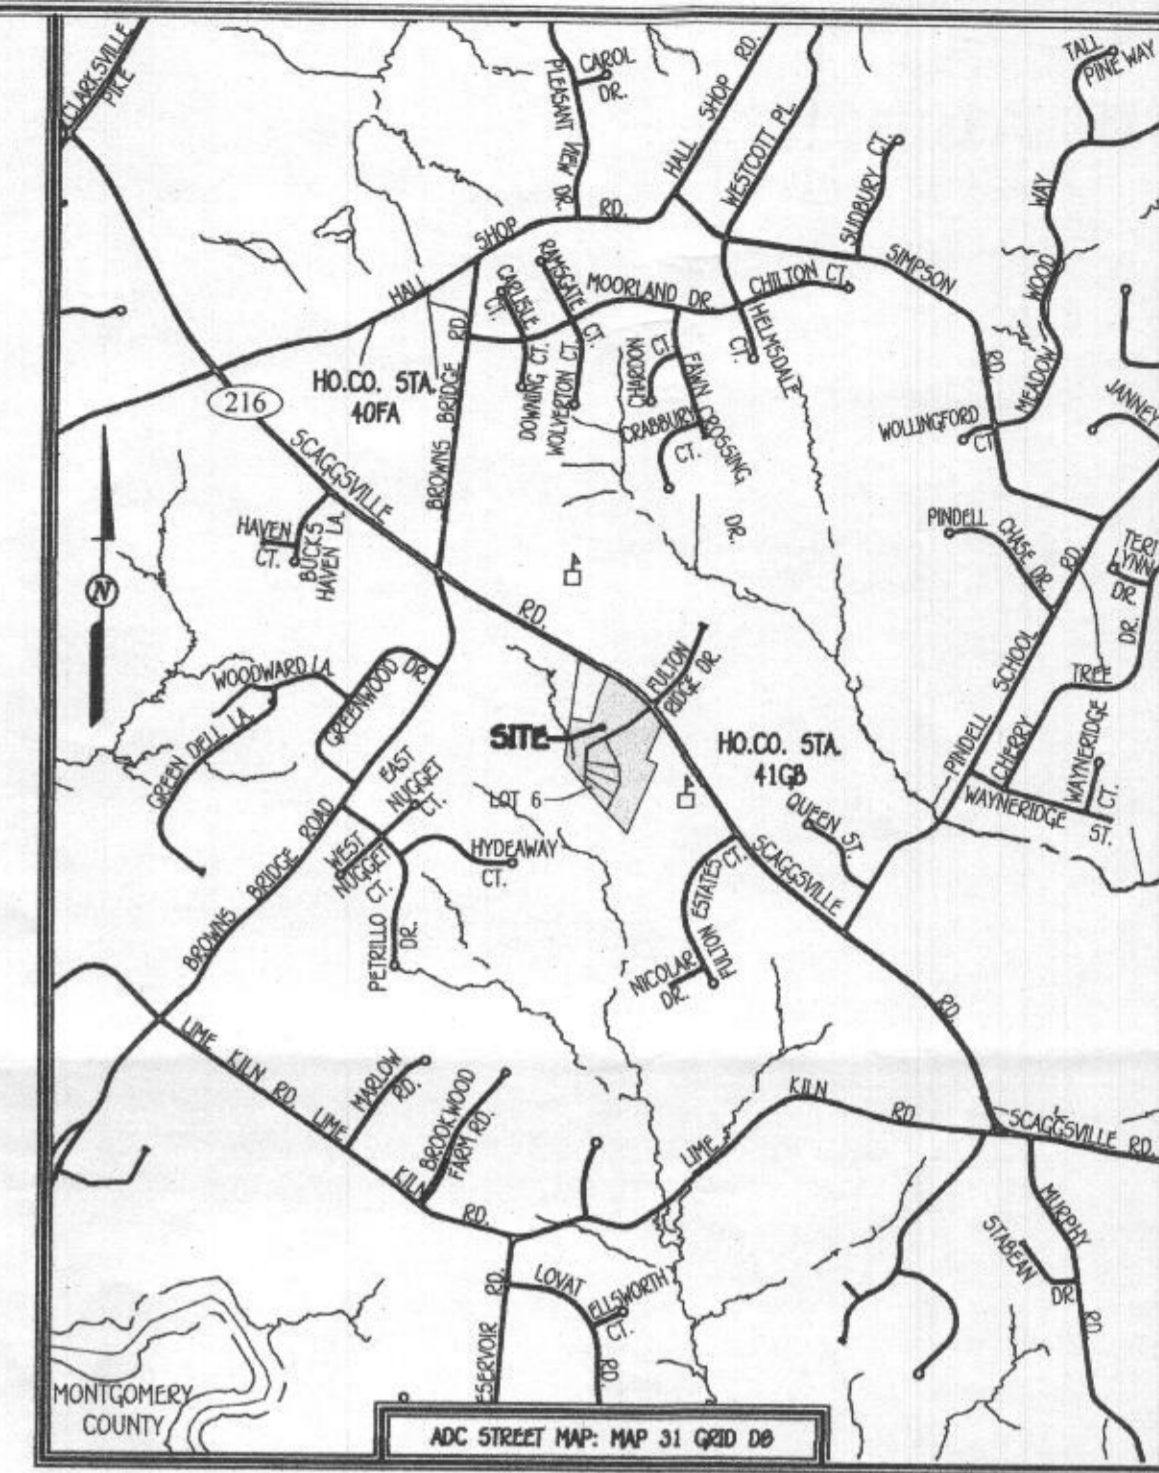 CLARKSVILLE
PIKE
PLEASANT VIEW DR.
CAROL
DR.
HALL SHOP RD.
WESTCOTT PL.
SUDBURY CT.
TALL
PINE WAY
HALL SHOP RD.
CARLISLE
CT.
RAMSGATE
CT.
MOORLAND DR.
CHILTON CT.
HELMSDALE
CT.
SIMPSON
RD.
MEADOW WOOD WAY
216
HO.CO. STA.
40FA
BROWNS BRIDGE RD.
DOWNING CT.
WOLVERTON CT.
CHARDON
CT.
FAWN CROSSING
DR.
CRABBURY
CT.
WOLLINGFORD
CT.
JANNEY
SCAGGSVILLE
RD.
HAVEN
CT.
BUCKS
HAVEN LA.
N
PINDELL CHASE DR.
TERI
LYNN
DR.
DR.
PINDELL SCHOOL RD.
CHERRY TREE
WOODWARD LA.
GREENWOOD DR.
GREEN DELL LA.
FULTON
RIDGE DR.
SITE
LOT 6
HO.CO. STA.
41GB
EAST
NUGGET
CT.
WEST
NUGGET
CT.
HYDEAWAY
CT.
PETRILLO
DR.
BROWNS BRIDGE ROAD
QUEEN ST.
WAYNERIDGE
CT.
WAYNERIDGE ST.
SCAGGSVILLE
RD.
FULTON ESTATES CT.
NICOLAR
DR.
LIME KILN RD.
MARLOW
RD.
BROOKWOOD
FARM RD.
LIME KILN RD.
LIME KILN RD.
SCAGGSVILLE RD.
MURPHY
RD.
STABEAN
DR.
LOVAT
RD.
ELLSWORTH
CT.
ESERVOIR RD.
MONTGOMERY
COUNTY
ADC STREET MAP: MAP 31 GRID D8